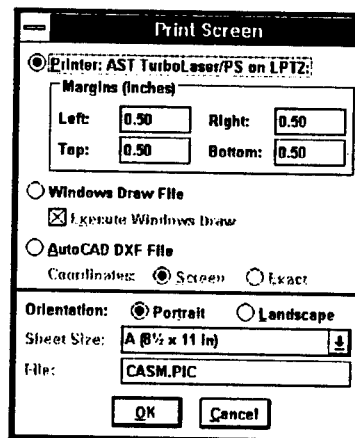 Print Screen
Printer: AST TurboLaser/PS on LPT2:
Margins (Inches)
Left: 0.50 Right: 0.50
Top: 0.50 Bottom: 0.50
Windows Draw File
Execute Windows Draw
AutoCAD DXF File
Coordinates: Screen Exact
Orientation: Portrait Landscape
Sheet Size: A (8½ x 11 in)
File: CASM.PIC
OK Cancel